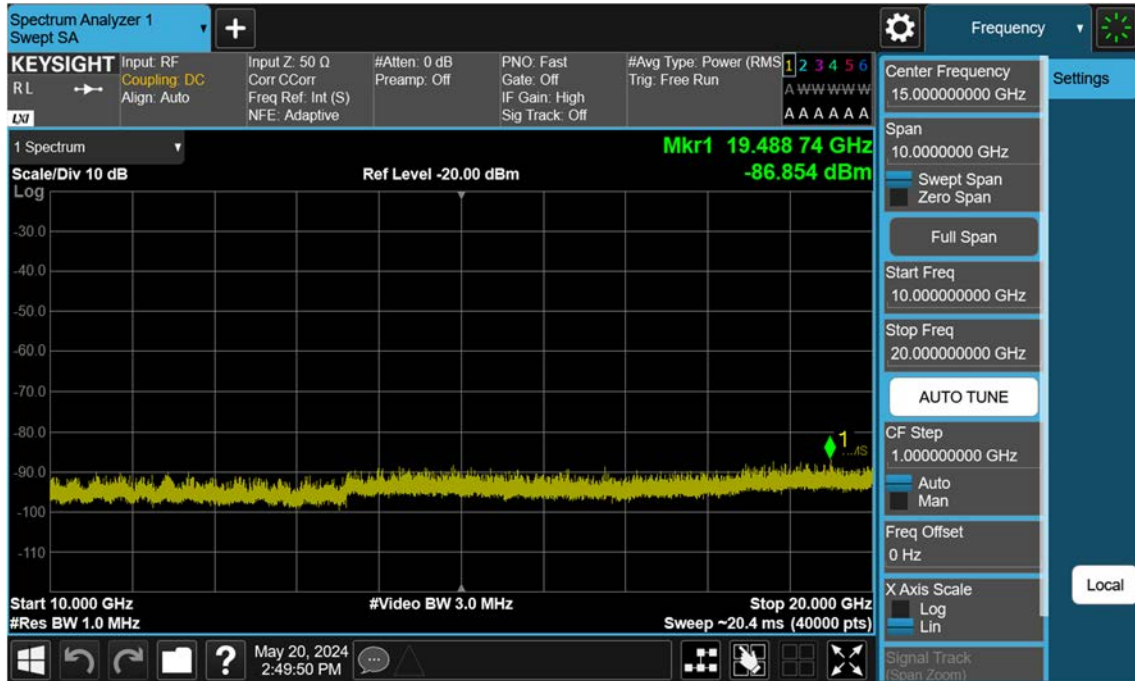 Spectrum Analyzer 1
Swept SA
Frequency
KEYSIGHT
R L
LXI
Input: RF
Coupling: DC
Align: Auto
Input Z: 50 Ω
Corr CCorr
Freq Ref: Int (S)
NFE: Adaptive
#Atten: 0 dB
Preamp: Off
PNO: Fast
Gate: Off
IF Gain: High
Sig Track: Off
#Avg Type: Power (RMS
Trig: Free Run
1 2 3 4 5 6
A W W W W W
A A A A A A
1 Spectrum
Mkr1 19.488 74 GHz
Scale/Div 10 dB
Ref Level -20.00 dBm
-86.854 dBm
Log
-30.0
-40.0
-50.0
-60.0
-70.0
-80.0
1
-90.0
-100
-110
Start 10.000 GHz
#Video BW 3.0 MHz
Stop 20.000 GHz
#Res BW 1.0 MHz
Sweep ~20.4 ms (40000 pts)
Center Frequency
15.000000000 GHz
Settings
Span
10.0000000 GHz
Swept Span
Zero Span
Full Span
Start Freq
10.000000000 GHz
Stop Freq
20.000000000 GHz
AUTO TUNE
CF Step
1.000000000 GHz
Auto
Man
Freq Offset
0 Hz
X Axis Scale
Log
Lin
Local
Signal Track
(Span Zoom)
?
May 20, 2024
2:49:50 PM